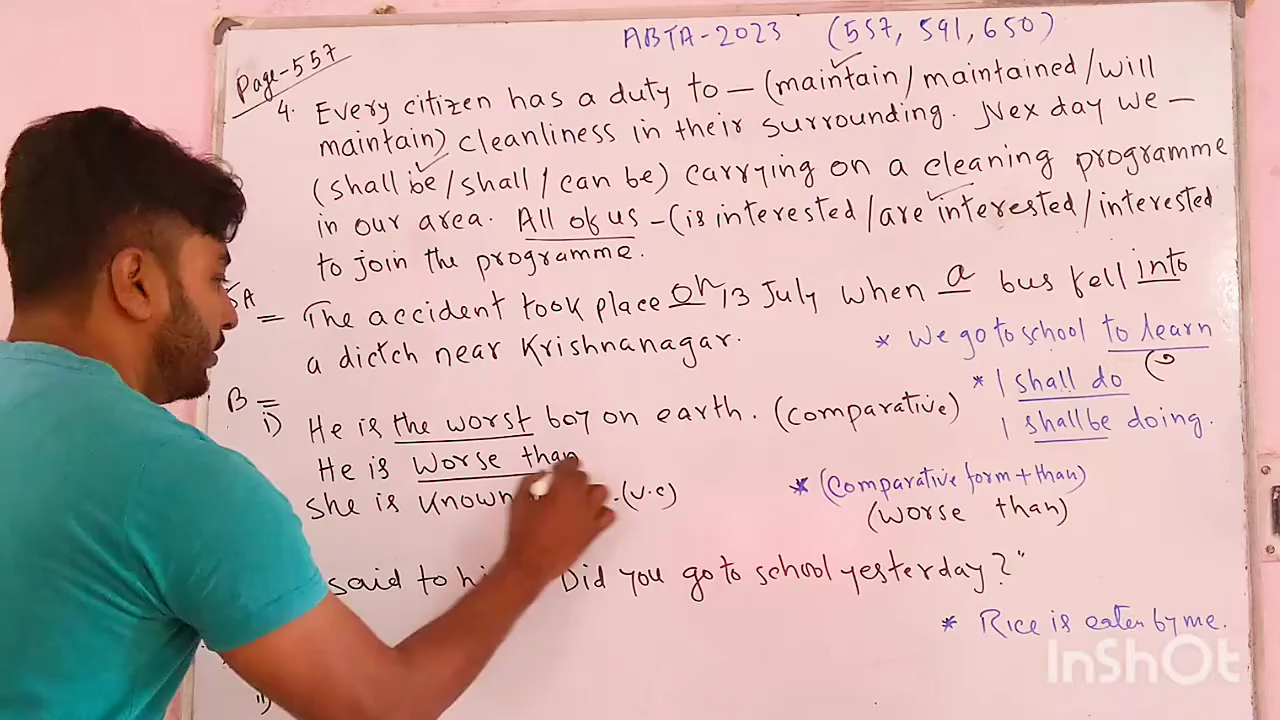 ABTA-2023 (557, 591, 650)
Page-557
4. Every citizen has a duty to — (maintain / maintained / will
maintain) cleanliness in their surrounding. Nex day we —
(shall be / shall / can be) carrying on a cleaning programme
in our area. All of us - (is interested / are interested / interested
to join the programme.
5A = The accident took place on 13 July when a bus fell into
a dictch near Krishnanagar.
* We go to school to learn
B =
i) He is the worst boy on earth. (comparative)
* I shall do
I shall be doing.
He is worse than
She is known (v.c)
* (Comparative form + than)
(worse than)
said to hi Did you go to school yesterday?"
* Rice is eaten by me.
ii)
InShOt